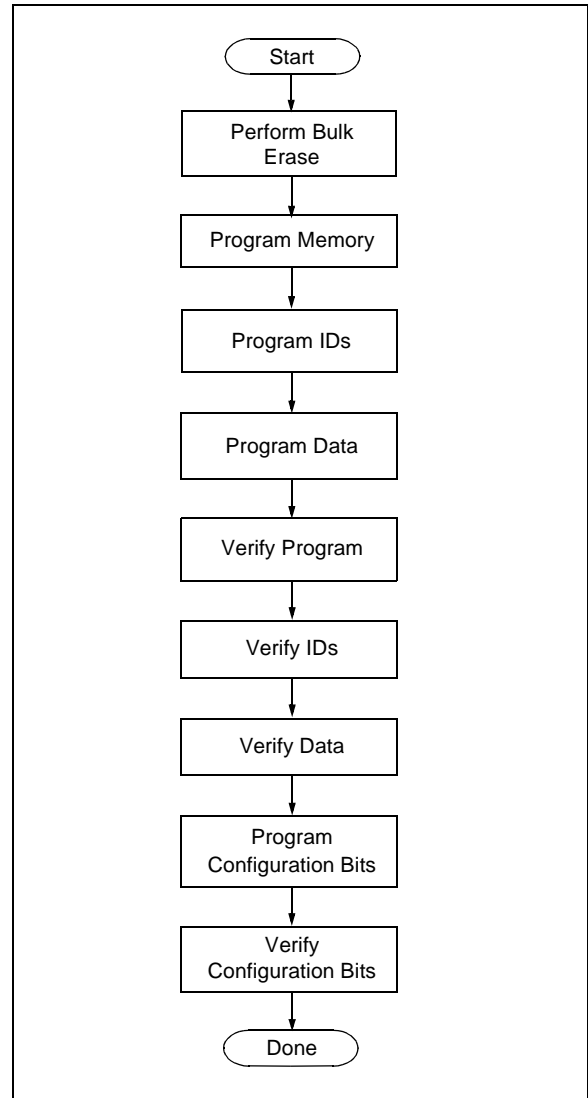 Start
Perform Bulk
Erase
Program Memory
Program IDs
Program Data
Verify Program
Verify IDs
Verify Data
Program
Configuration Bits
Verify
Configuration Bits
Done